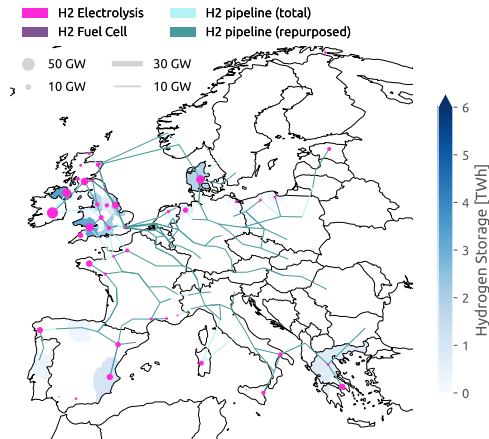 H2 Electrolysis
H2 Fuel Cell
H2 pipeline (total)
H2 pipeline (repurposed)
50 GW
10 GW
30 GW
10 GW
6
5
4
3
2
1
0
Hydrogen Storage [TWh]